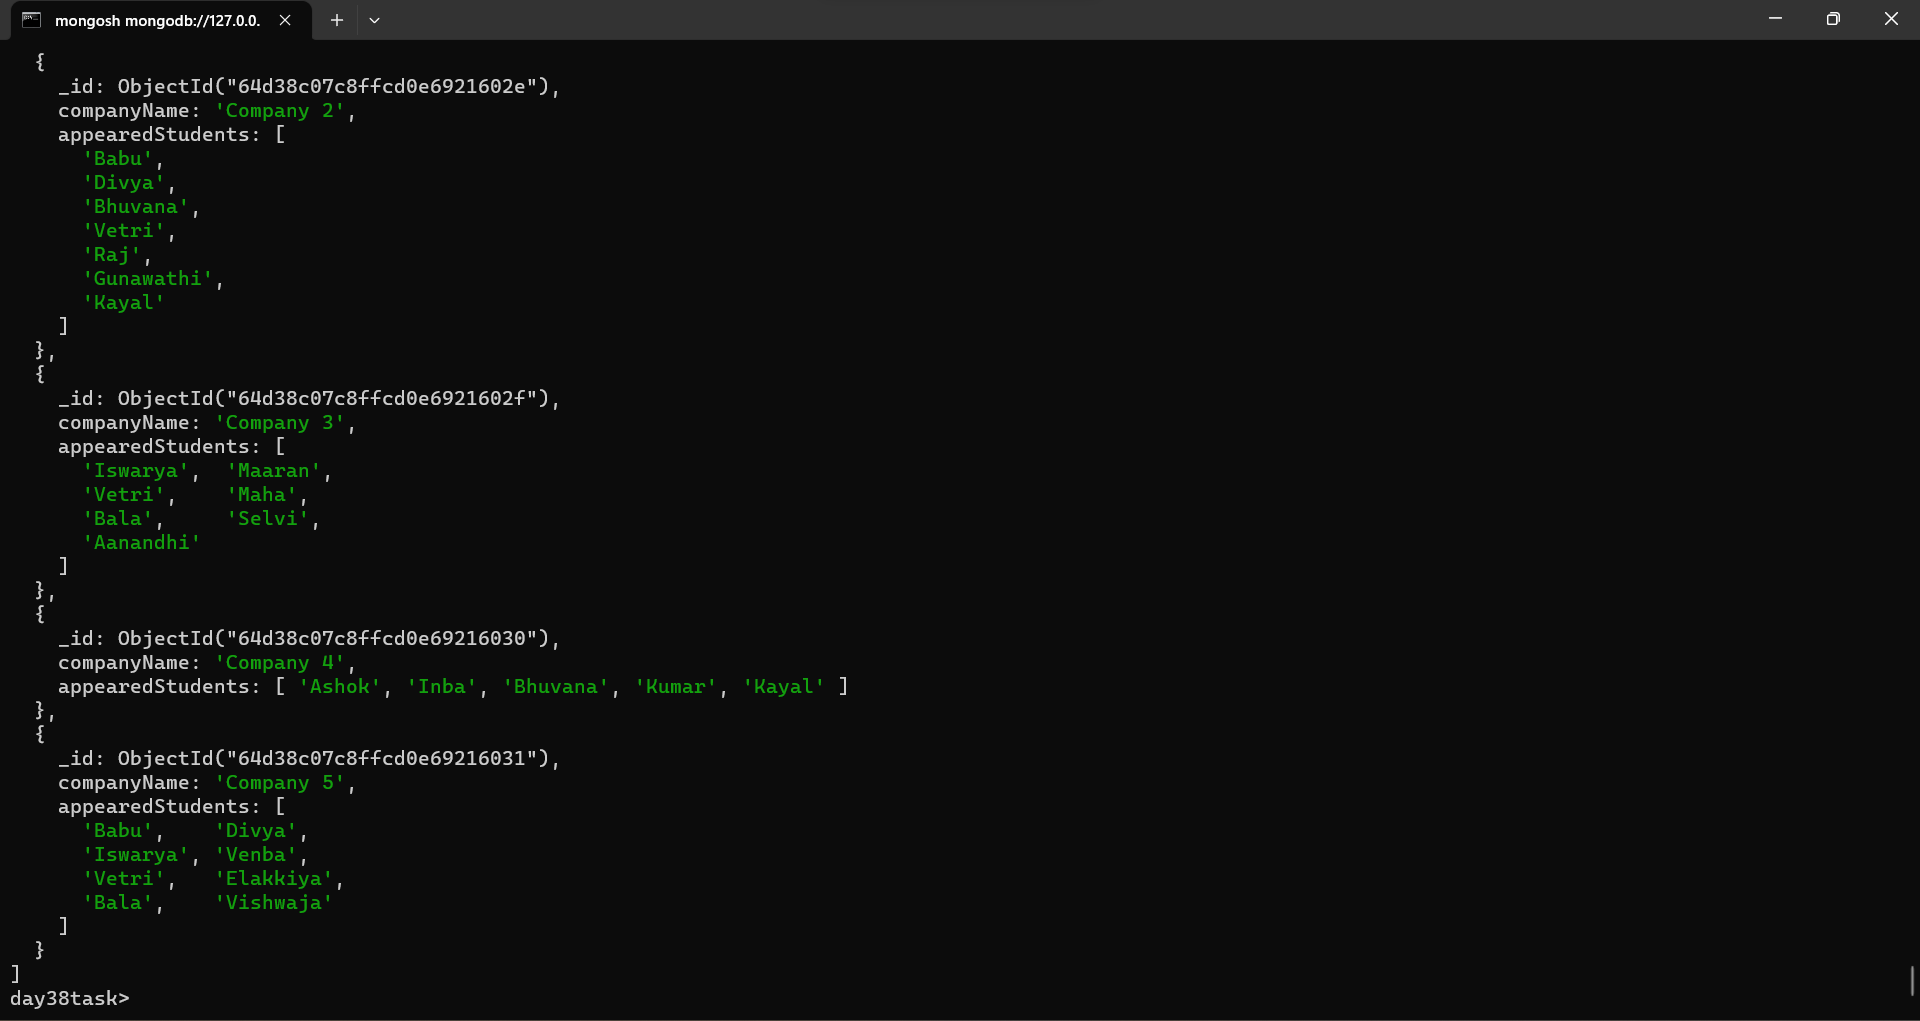 mongosh mongodb://127.0.0.
{
_id: ObjectId("64d38c07c8ffcd0e6921602e"),
companyName: 'Company 2',
appearedStudents: [
'Babu',
'Divya',
'Bhuvana',
'Vetri',
'Raj',
'Gunawathi',
'Kayal'
]
},
{
_id: ObjectId("64d38c07c8ffcd0e6921602f"),
companyName: 'Company 3',
appearedStudents: [
'Iswarya', 'Maaran',
'Vetri', 'Maha',
'Bala', 'Selvi',
'Aanandhi'
]
},
{
_id: ObjectId("64d38c07c8ffcd0e69216030"),
companyName: 'Company 4',
appearedStudents: [ 'Ashok', 'Inba', 'Bhuvana', 'Kumar', 'Kayal' ]
},
{
_id: ObjectId("64d38c07c8ffcd0e69216031"),
companyName: 'Company 5',
appearedStudents: [
'Babu', 'Divya',
'Iswarya', 'Venba',
'Vetri', 'Elakkiya',
'Bala', 'Vishwaja'
]
}
]
day38task>